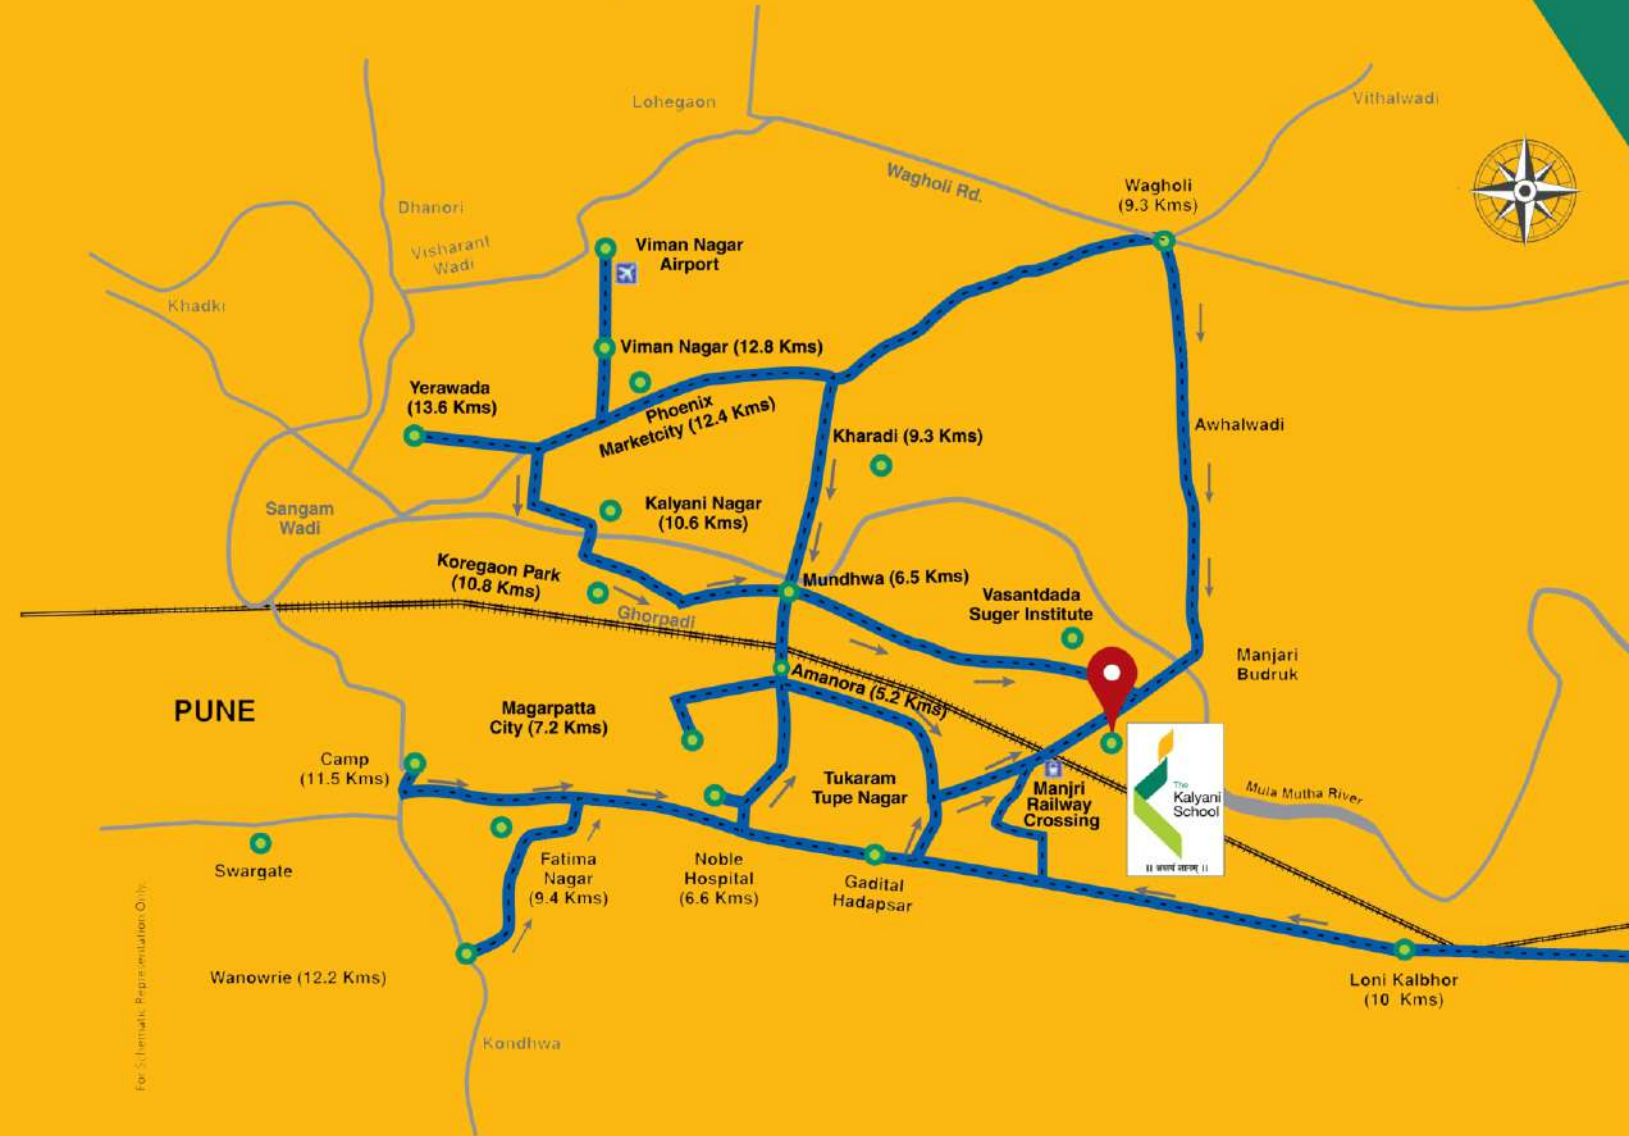 Lohegaon
Vithalwadi
Wagholi Rd.
Wagholi
(9.3 Kms)
Dhanori
Visharant
Wadi
Viman Nagar
Airport
Khadki
Viman Nagar (12.8 Kms)
Yerawada
(13.6 Kms)
Phoenix
Marketcity (12.4 Kms)
Kharadi (9.3 Kms)
Awhalwadi
Sangam
Wadi
Kalyani Nagar
(10.6 Kms)
Koregaon Park
(10.8 Kms)
Mundhwa (6.5 Kms)
Vasantdada
Suger Institute
Ghorpadi
Manjari
Budruk
Amanora (5.2 Kms)
PUNE
Magarpatta
City (7.2 Kms)
Camp
(11.5 Kms)
Tukaram
Tupe Nagar
Manjri
Railway
Crossing
The
Kalyani
School
|| अथातो ज्ञानम् ||
Mula Mutha River
Swargate
Fatima
Nagar
(9.4 Kms)
Noble
Hospital
(6.6 Kms)
Gadital
Hadapsar
Wanowrie (12.2 Kms)
Loni Kalbhor
(10 Kms)
Kondhwa
For Schematic Representation Only.